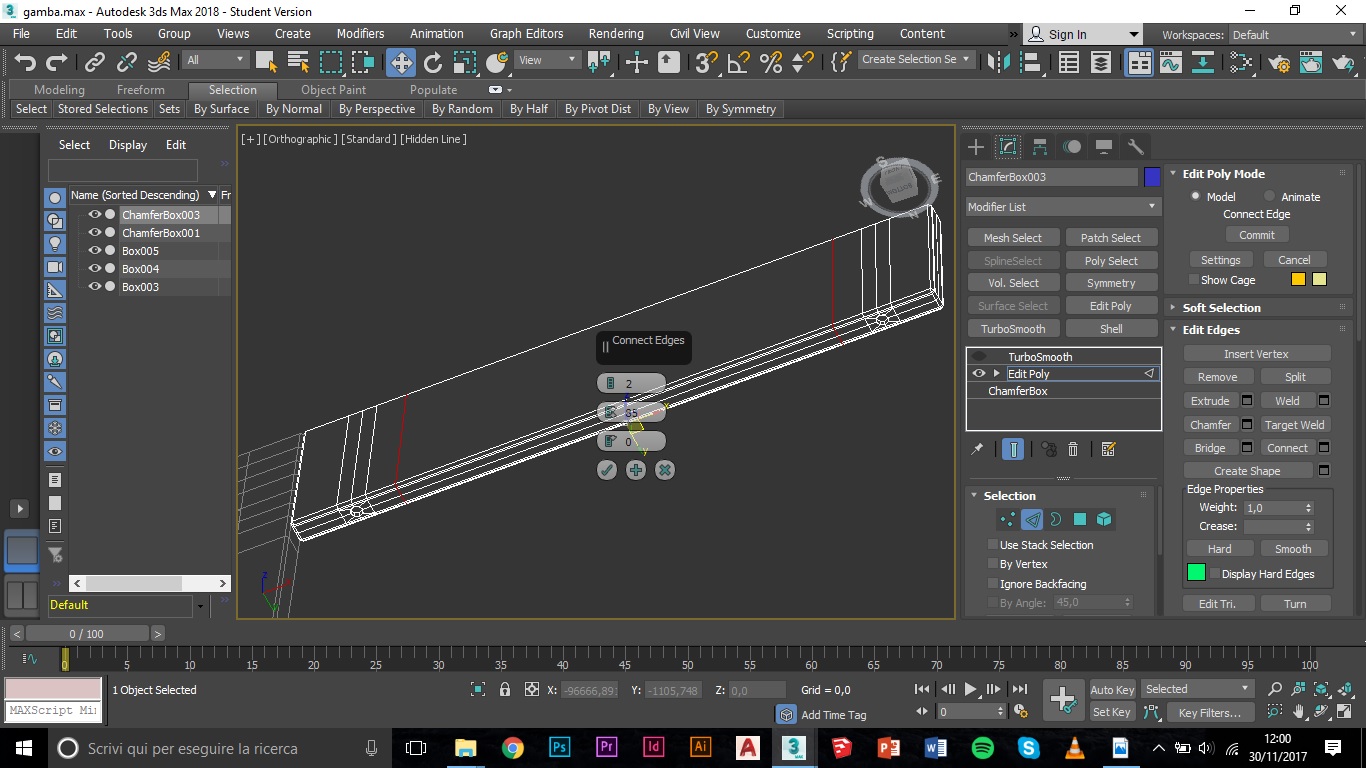 gamba.max - Autodesk 3ds Max 2018 - Student Version
File Edit Tools Group Views Create Modifiers Animation Graph Editors Rendering Civil View Customize Scripting Content » Sign In Workspaces: Default
All View Create Selection Se
Modeling Freeform Selection Object Paint Populate
Select Stored Selections Sets By Surface By Normal By Perspective By Random By Half By Pivot Dist By View By Symmetry
Select Display Edit
Name (Sorted Descending) Fr
ChamferBox003
ChamferBox001
Box005
Box004
Box003
Default
[+] [Orthographic] [Standard] [Hidden Line]
S
E
W
N
BOTTOM
Connect Edges
2
85
0
x
y
z
ChamferBox003
Modifier List
Mesh Select Patch Select
SplineSelect Poly Select
Vol. Select Symmetry
Surface Select Edit Poly
TurboSmooth Shell
TurboSmooth
Edit Poly
ChamferBox
Selection
Use Stack Selection
By Vertex
Ignore Backfacing
By Angle: 45,0
Edit Poly Mode
Model Animate
Connect Edge
Commit
Settings Cancel
Show Cage
Soft Selection
Edit Edges
Insert Vertex
Remove Split
Extrude Weld
Chamfer Target Weld
Bridge Connect
Create Shape
Edge Properties
Weight: 1,0
Crease:
Hard Smooth
Display Hard Edges
Edit Tri. Turn
< 0 / 100 >
0 5 10 15 20 25 30 35 40 45 50 55 60 65 70 75 80 85 90 95 100
1 Object Selected X: -96666,89 Y: -1105,748 Z: 0,0 Grid = 0,0 Auto Key Selected
MAXScript Mi
Add Time Tag 0 Set Key Key Filters...
Scrivi qui per eseguire la ricerca
Ps Pr Id Ai A 3 MAX P W S
12:00
30/11/2017